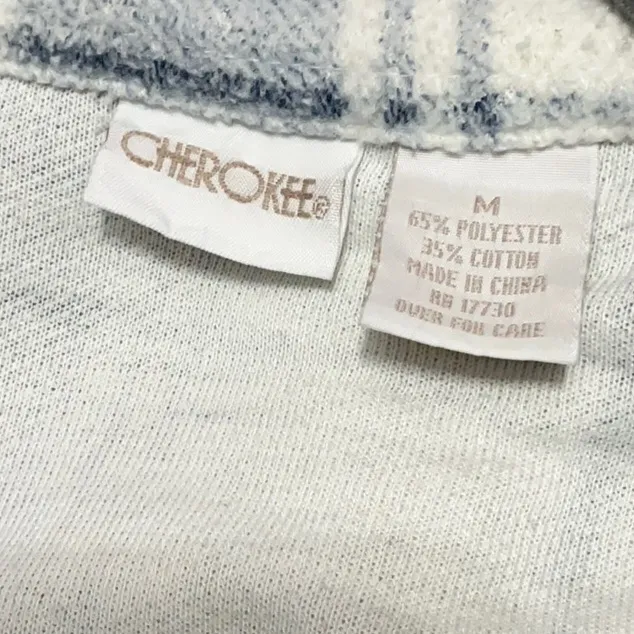 CHEROKEE®
M
65% POLYESTER
35% COTTON
MADE IN CHINA
RN 17730
OVER FOR CARE